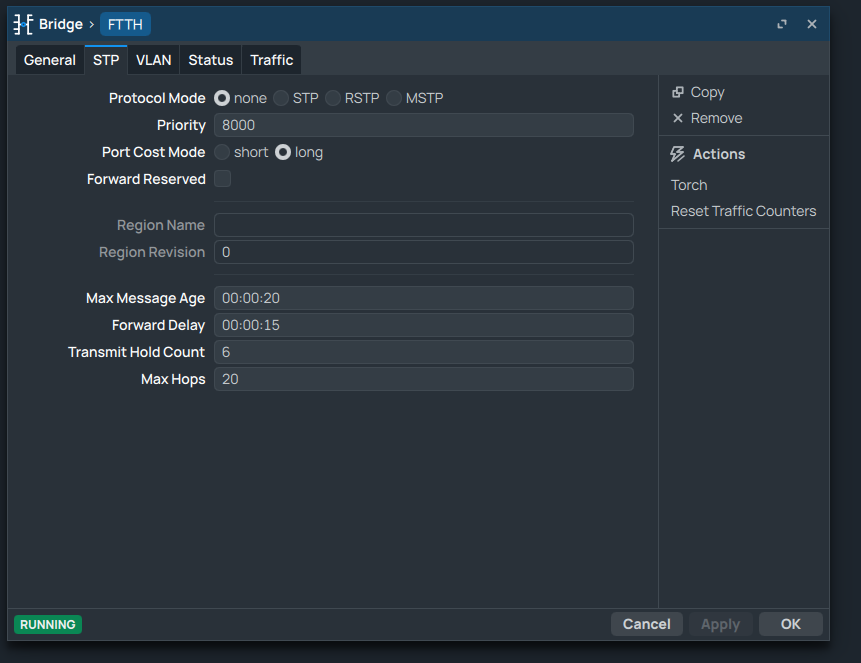 Bridge > FTTH
General STP VLAN Status Traffic
Protocol Mode none STP RSTP MSTP
Priority 8000
Port Cost Mode short long
Forward Reserved
Region Name
Region Revision 0
Max Message Age 00:00:20
Forward Delay 00:00:15
Transmit Hold Count 6
Max Hops 20
Copy
Remove
Actions
Torch
Reset Traffic Counters
RUNNING
Cancel Apply OK